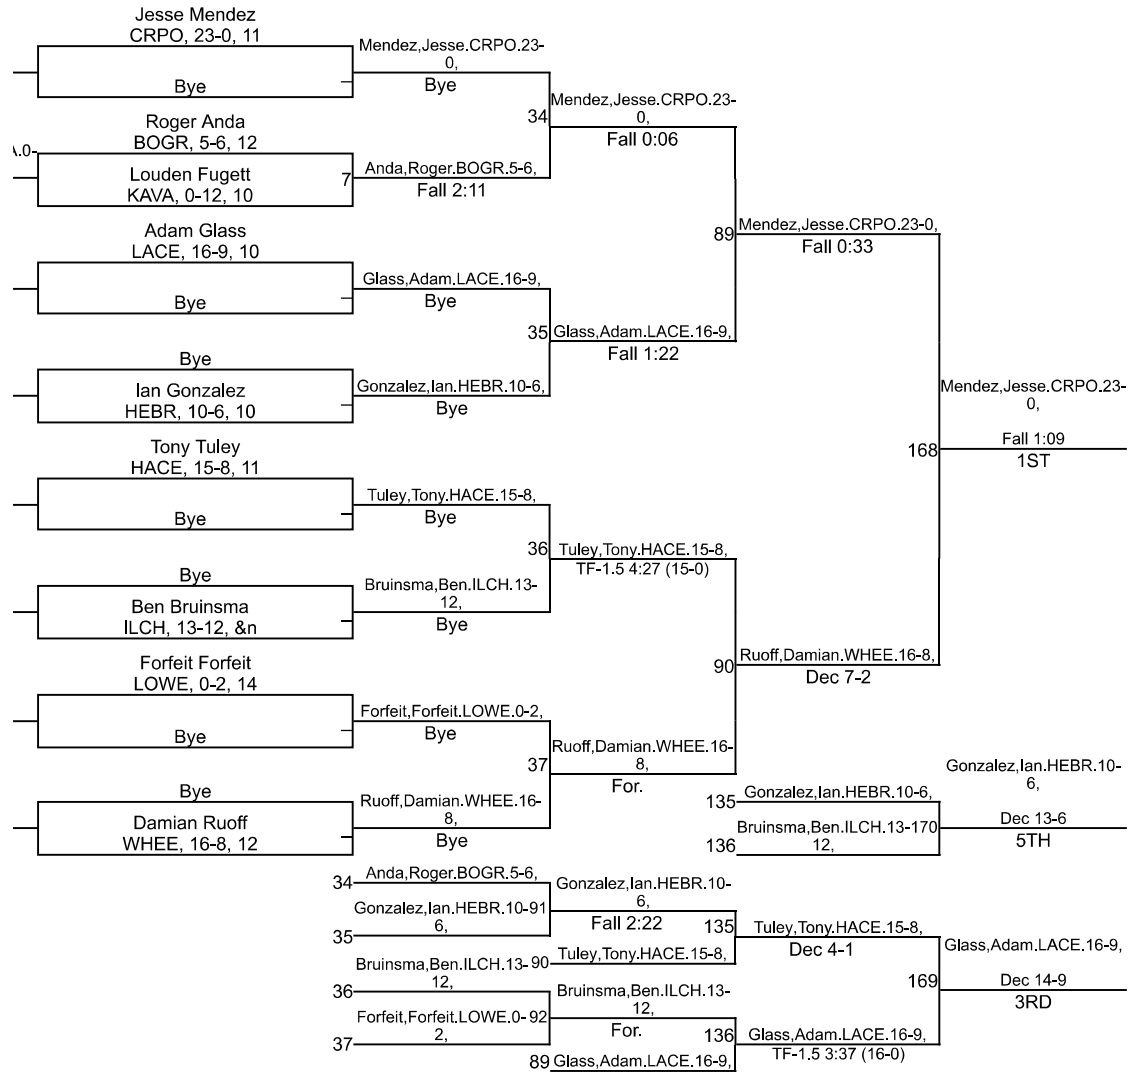 Jesse Mendez
CRPO, 23-0, 11
Bye
Mendez,Jesse.CRPO.23-
0,
Bye
34
Mendez,Jesse.CRPO.23-
0,
Fall 0:06
Roger Anda
BOGR, 5-6, 12
A.0-
Louden Fugett
KAVA, 0-12, 10
7
Anda,Roger.BOGR.5-6,
Fall 2:11
89
Mendez,Jesse.CRPO.23-0,
Fall 0:33
Adam Glass
LACE, 16-9, 10
Bye
Glass,Adam.LACE.16-9,
Bye
35
Glass,Adam.LACE.16-9,
Fall 1:22
Bye
Ian Gonzalez
HEBR, 10-6, 10
Gonzalez,Ian.HEBR.10-6,
Bye
Mendez,Jesse.CRPO.23-
0,
168
Fall 1:09
1ST
Tony Tuley
HACE, 15-8, 11
Bye
Tuley,Tony.HACE.15-8,
Bye
36
Tuley,Tony.HACE.15-8,
TF-1.5 4:27 (15-0)
Bye
Ben Bruinsma
ILCH, 13-12, &n
Bruinsma,Ben.ILCH.13-
12,
Bye
90
Ruoff,Damian.WHEE.16-8,
Dec 7-2
Forfeit Forfeit
LOWE, 0-2, 14
Bye
Forfeit,Forfeit.LOWE.0-2,
Bye
37
Ruoff,Damian.WHEE.16-
8,
For.
Bye
Damian Ruoff
WHEE, 16-8, 12
Ruoff,Damian.WHEE.16-
8,
Bye
135
Gonzalez,Ian.HEBR.10-6,
136
Bruinsma,Ben.ILCH.13-170
12,
Gonzalez,Ian.HEBR.10-
6,
Dec 13-6
5TH
34
Anda,Roger.BOGR.5-6,
35
Gonzalez,Ian.HEBR.10-91
6,
Gonzalez,Ian.HEBR.10-
6,
Fall 2:22
135
90
Tuley,Tony.HACE.15-8,
Tuley,Tony.HACE.15-8,
Dec 4-1
36
Bruinsma,Ben.ILCH.13-
12,
37
Forfeit,Forfeit.LOWE.0-92
2,
Bruinsma,Ben.ILCH.13-
12,
For.
136
89
Glass,Adam.LACE.16-9,
Glass,Adam.LACE.16-9,
TF-1.5 3:37 (16-0)
169
Glass,Adam.LACE.16-9,
Dec 14-9
3RD